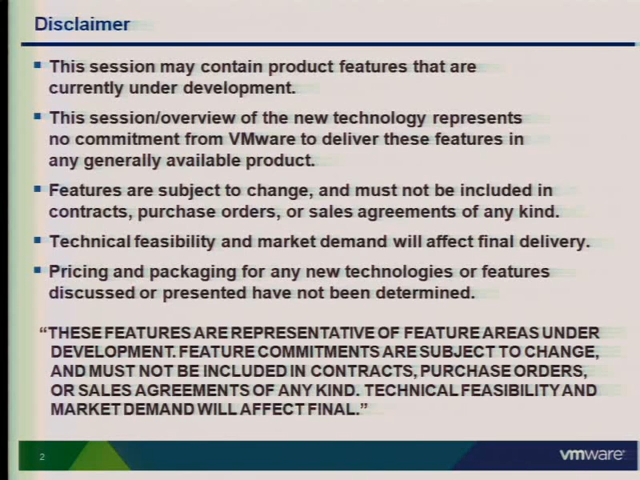 Disclaimer
This session may contain product features that are
currently under development.
This session/overview of the new technology represents
no commitment from VMware to deliver these features in
any generally available product.
Features are subject to change, and must not be included in
contracts, purchase orders, or sales agreements of any kind.
Technical feasibility and market demand will affect final delivery.
Pricing and packaging for any new technologies or features
discussed or presented have not been determined.
“THESE FEATURES ARE REPRESENTATIVE OF FEATURE AREAS UNDER
DEVELOPMENT. FEATURE COMMITMENTS ARE SUBJECT TO CHANGE,
AND MUST NOT BE INCLUDED IN CONTRACTS, PURCHASE ORDERS,
OR SALES AGREEMENTS OF ANY KIND. TECHNICAL FEASIBILITY AND
MARKET DEMAND WILL AFFECT FINAL.”
2
vmware